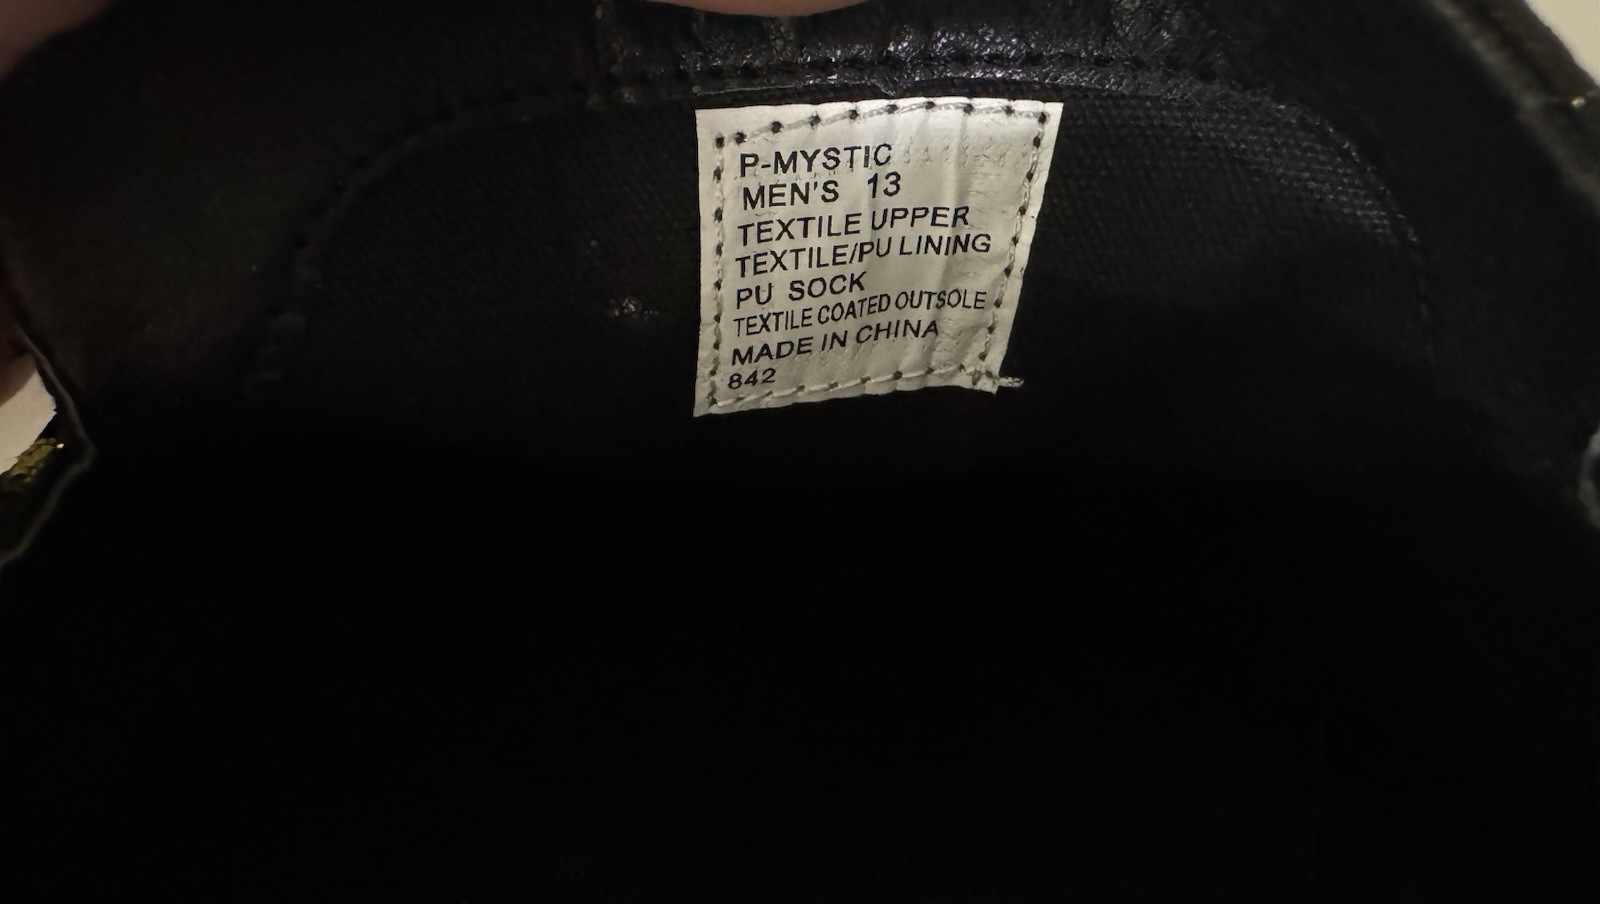 P-MYSTIC
MEN'S 13
TEXTILE UPPER
TEXTILE/PU LINING
PU SOCK
TEXTILE COATED OUTSOLE
MADE IN CHINA
842